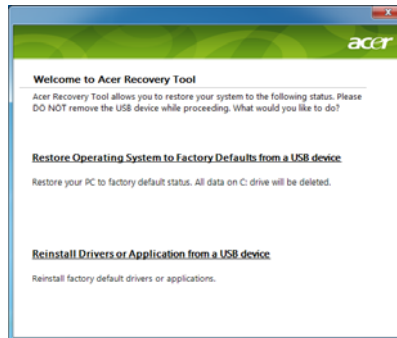 acer
Welcome to Acer Recovery Tool
Acer Recovery Tool allows you to restore your system to the following status. Please
DO NOT remove the USB device while proceeding. What would you like to do?
Restore Operating System to Factory Defaults from a USB device
Restore your PC to factory default status. All data on C: drive will be deleted.
Reinstall Drivers or Application from a USB device
Reinstall factory default drivers or applications.